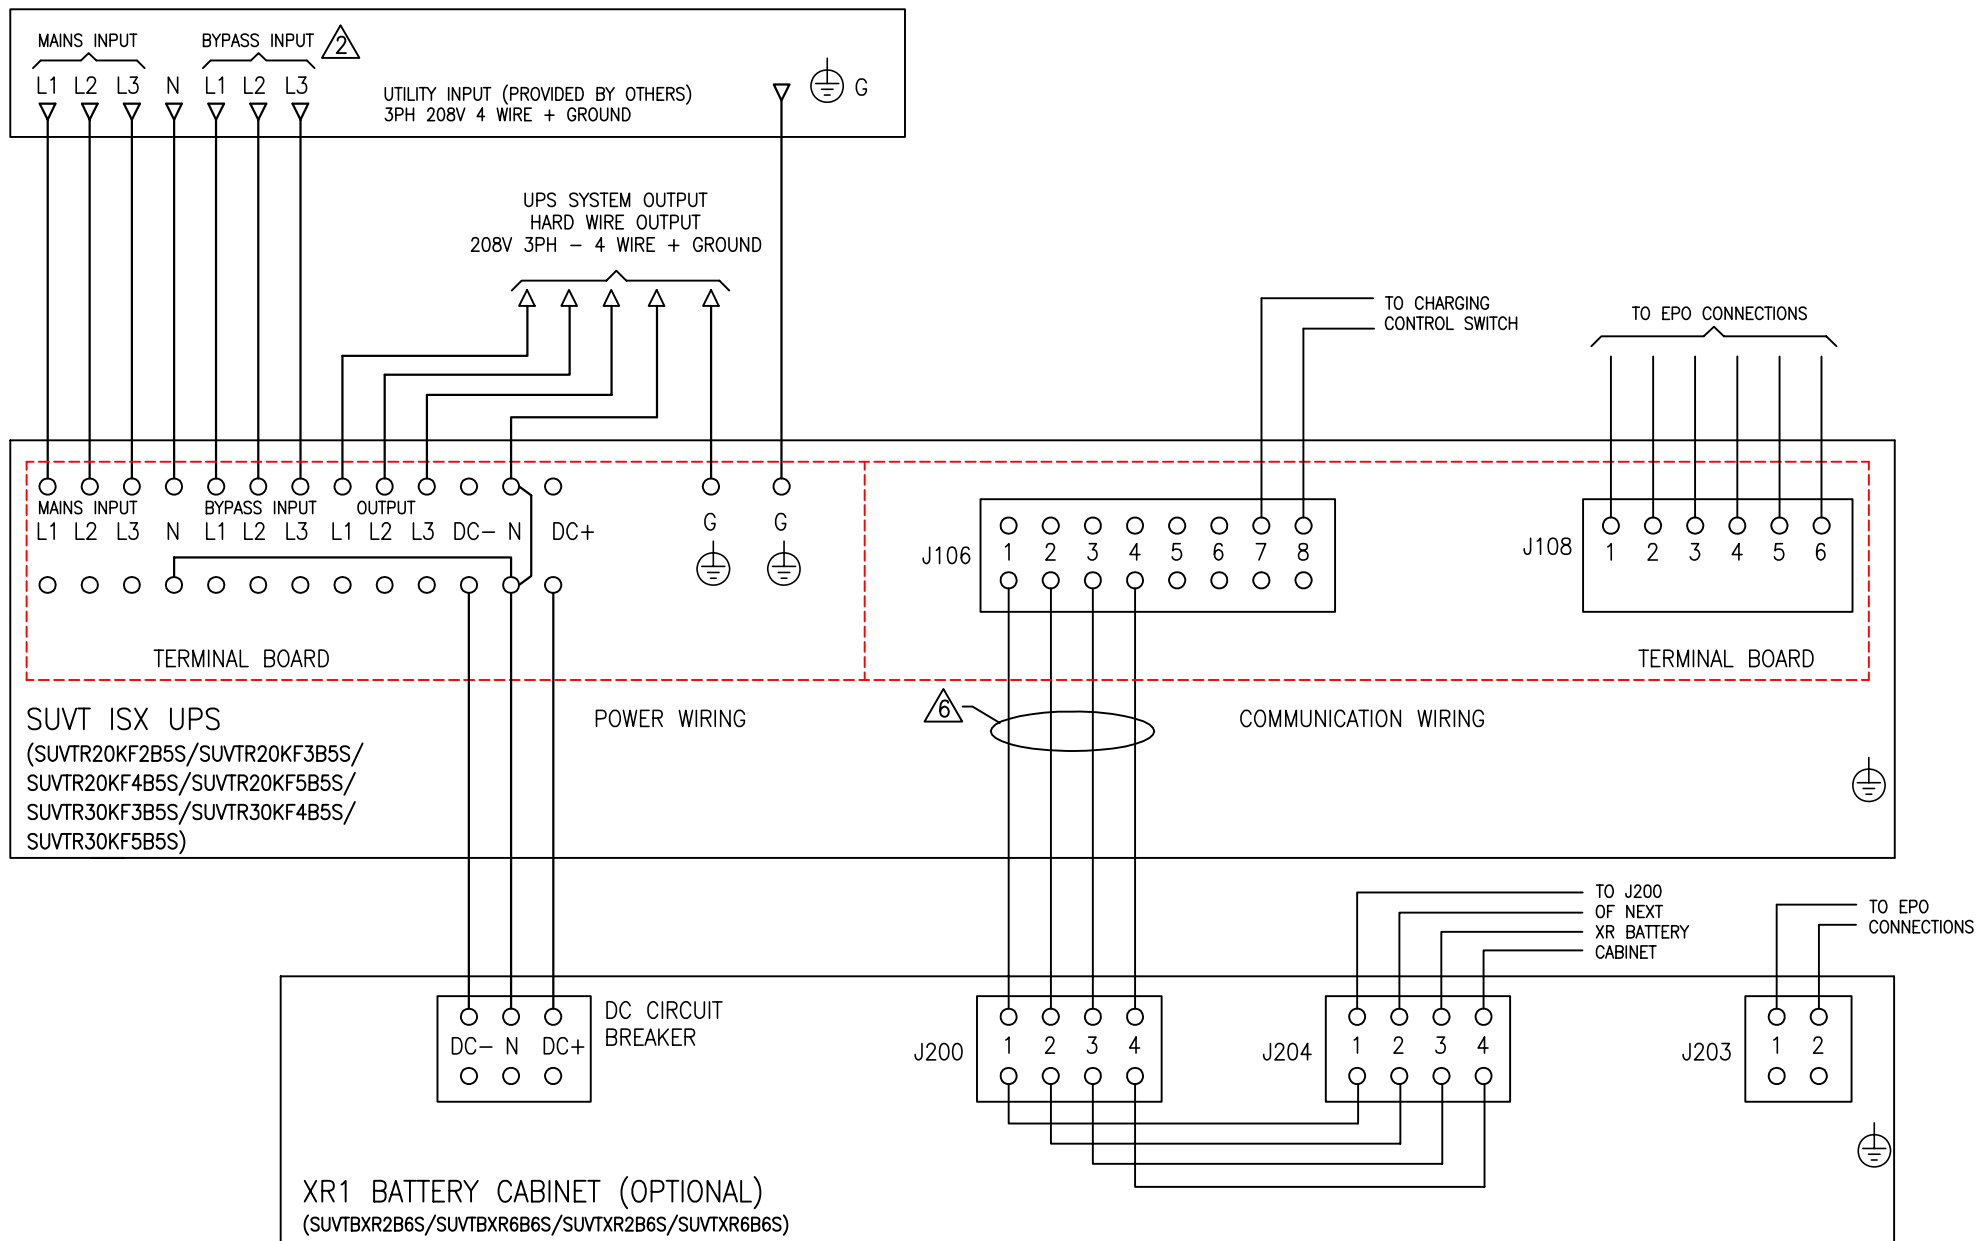 MAINS INPUT BYPASS INPUT 2
L1 L2 L3 N L1 L2 L3
UTILITY INPUT (PROVIDED BY OTHERS)
3PH 208V 4 WIRE + GROUND
G
UPS SYSTEM OUTPUT
HARD WIRE OUTPUT
208V 3PH - 4 WIRE + GROUND
TO CHARGING
CONTROL SWITCH
TO EPO CONNECTIONS
MAINS INPUT BYPASS INPUT OUTPUT
L1 L2 L3 N L1 L2 L3 L1 L2 L3 DC- N DC+
G G
J106
1 2 3 4 5 6 7 8
J108
1 2 3 4 5 6
TERMINAL BOARD
TERMINAL BOARD
SUVT ISX UPS
(SUVTR20KF2B5S/SUVTR20KF3B5S/
SUVTR20KF4B5S/SUVTR20KF5B5S/
SUVTR30KF3B5S/SUVTR30KF4B5S/
SUVTR30KF5B5S)
POWER WIRING
6
COMMUNICATION WIRING
TO J200
OF NEXT
XR BATTERY
CABINET
TO EPO
CONNECTIONS
DC- N DC+
DC CIRCUIT
BREAKER
J200
1 2 3 4
J204
1 2 3 4
J203
1 2
XR1 BATTERY CABINET (OPTIONAL)
(SUVTBXR2B6S/SUVTBXR6B6S/SUVTXR2B6S/SUVTXR6B6S)